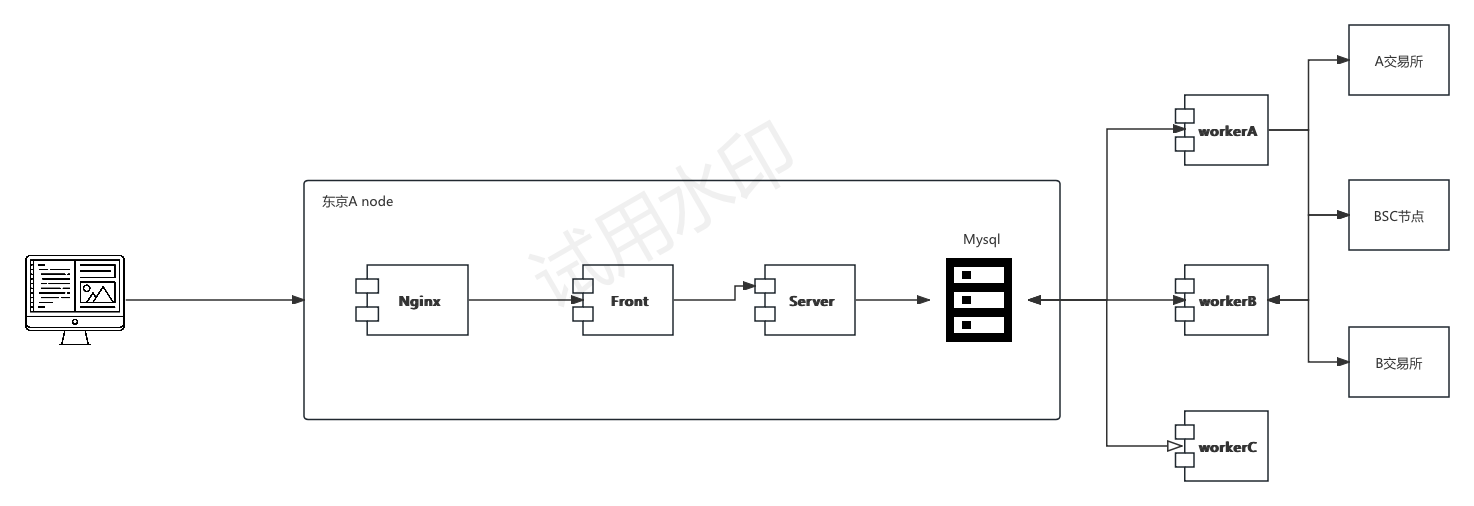 A交易所
workerA
试用水印
东京A node
BSC节点
Mysql
Nginx
Front
Server
workerB
B交易所
workerC